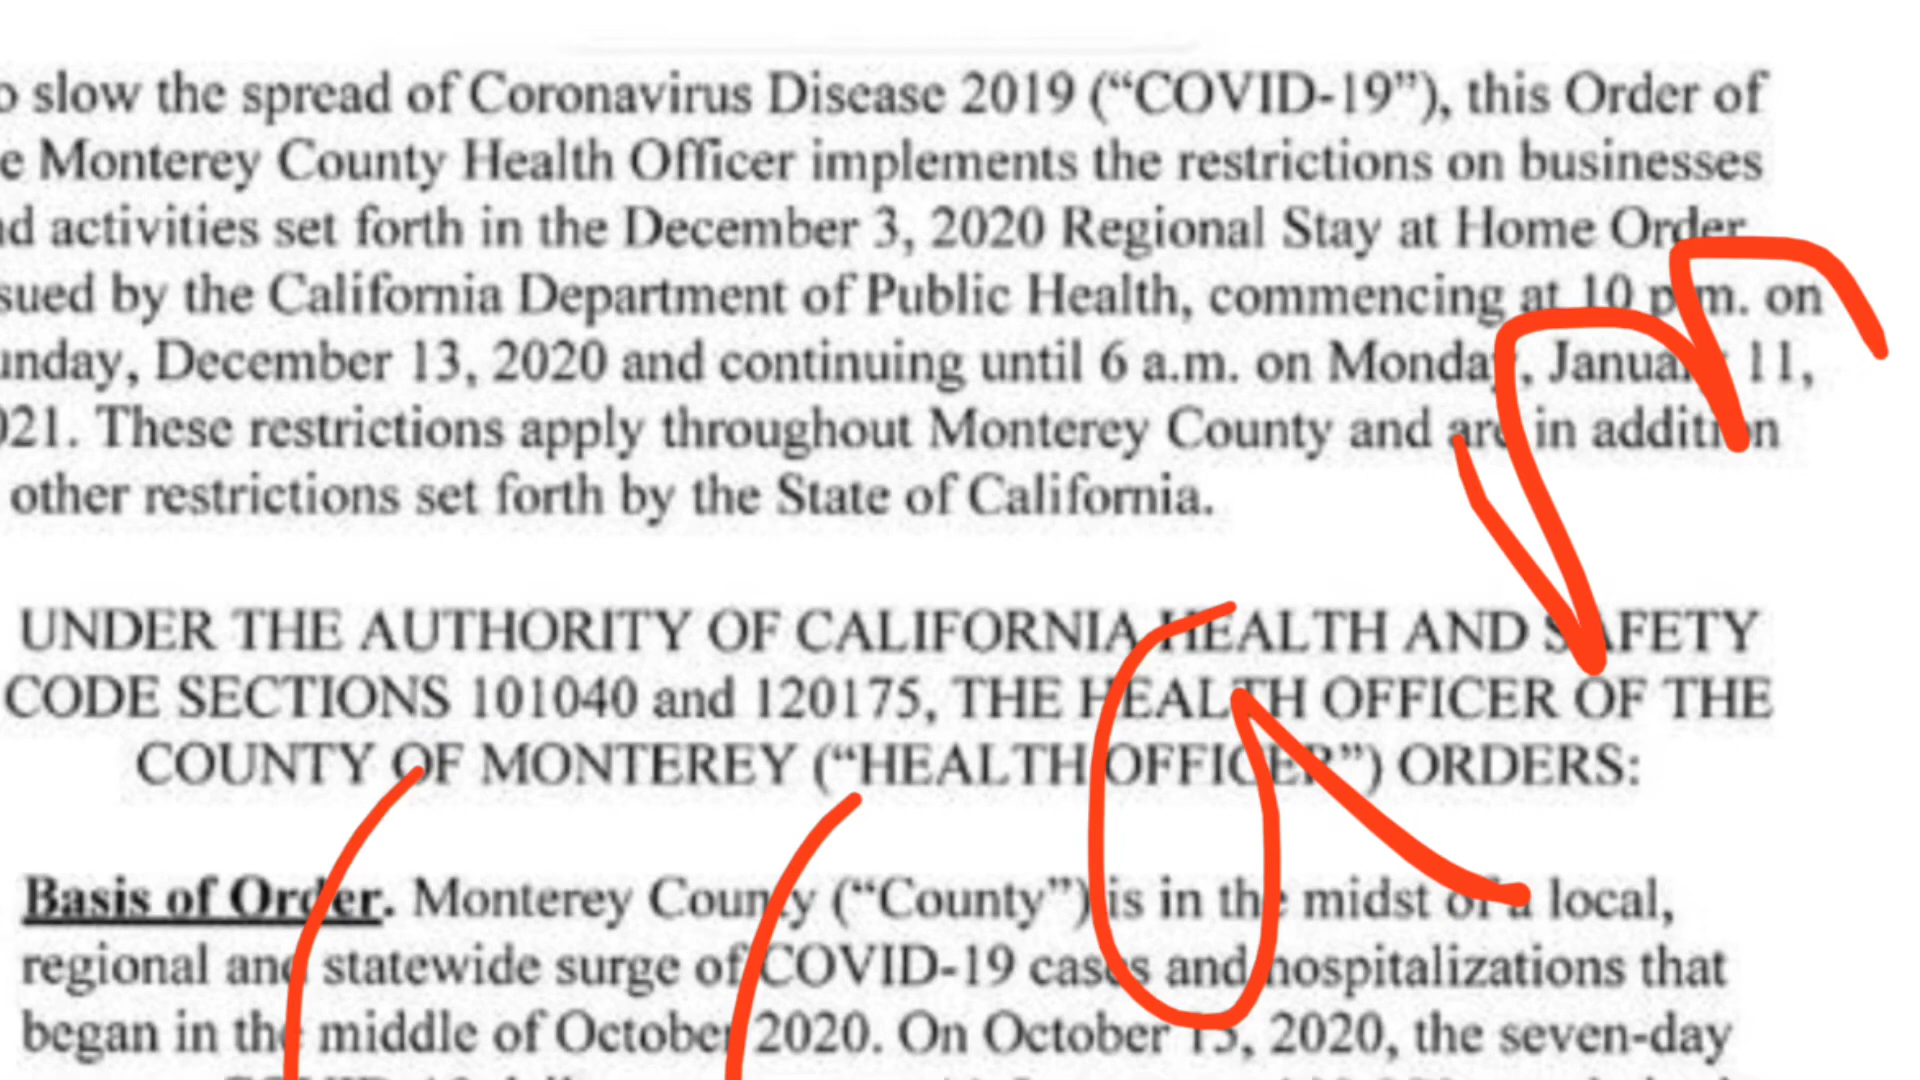 o slow the spread of Coronavirus Disease 2019 (“COVID-19”), this Order of
e Monterey County Health Officer implements the restrictions on businesses
nd activities set forth in the December 3, 2020 Regional Stay at Home Order
sued by the California Department of Public Health, commencing at 10 p.m. on
unday, December 13, 2020 and continuing until 6 a.m. on Monday, January 11,
021. These restrictions apply throughout Monterey County and are in addition
other restrictions set forth by the State of California.
UNDER THE AUTHORITY OF CALIFORNIA HEALTH AND SAFETY
CODE SECTIONS 101040 and 120175, THE HEALTH OFFICER OF THE
COUNTY OF MONTEREY (“HEALTH OFFICER”) ORDERS:
Basis of Order. Monterey County (“County”) is in the midst of a local,
regional and statewide surge of COVID-19 cases and hospitalizations that
began in the middle of October 2020. On October 15, 2020, the seven-day